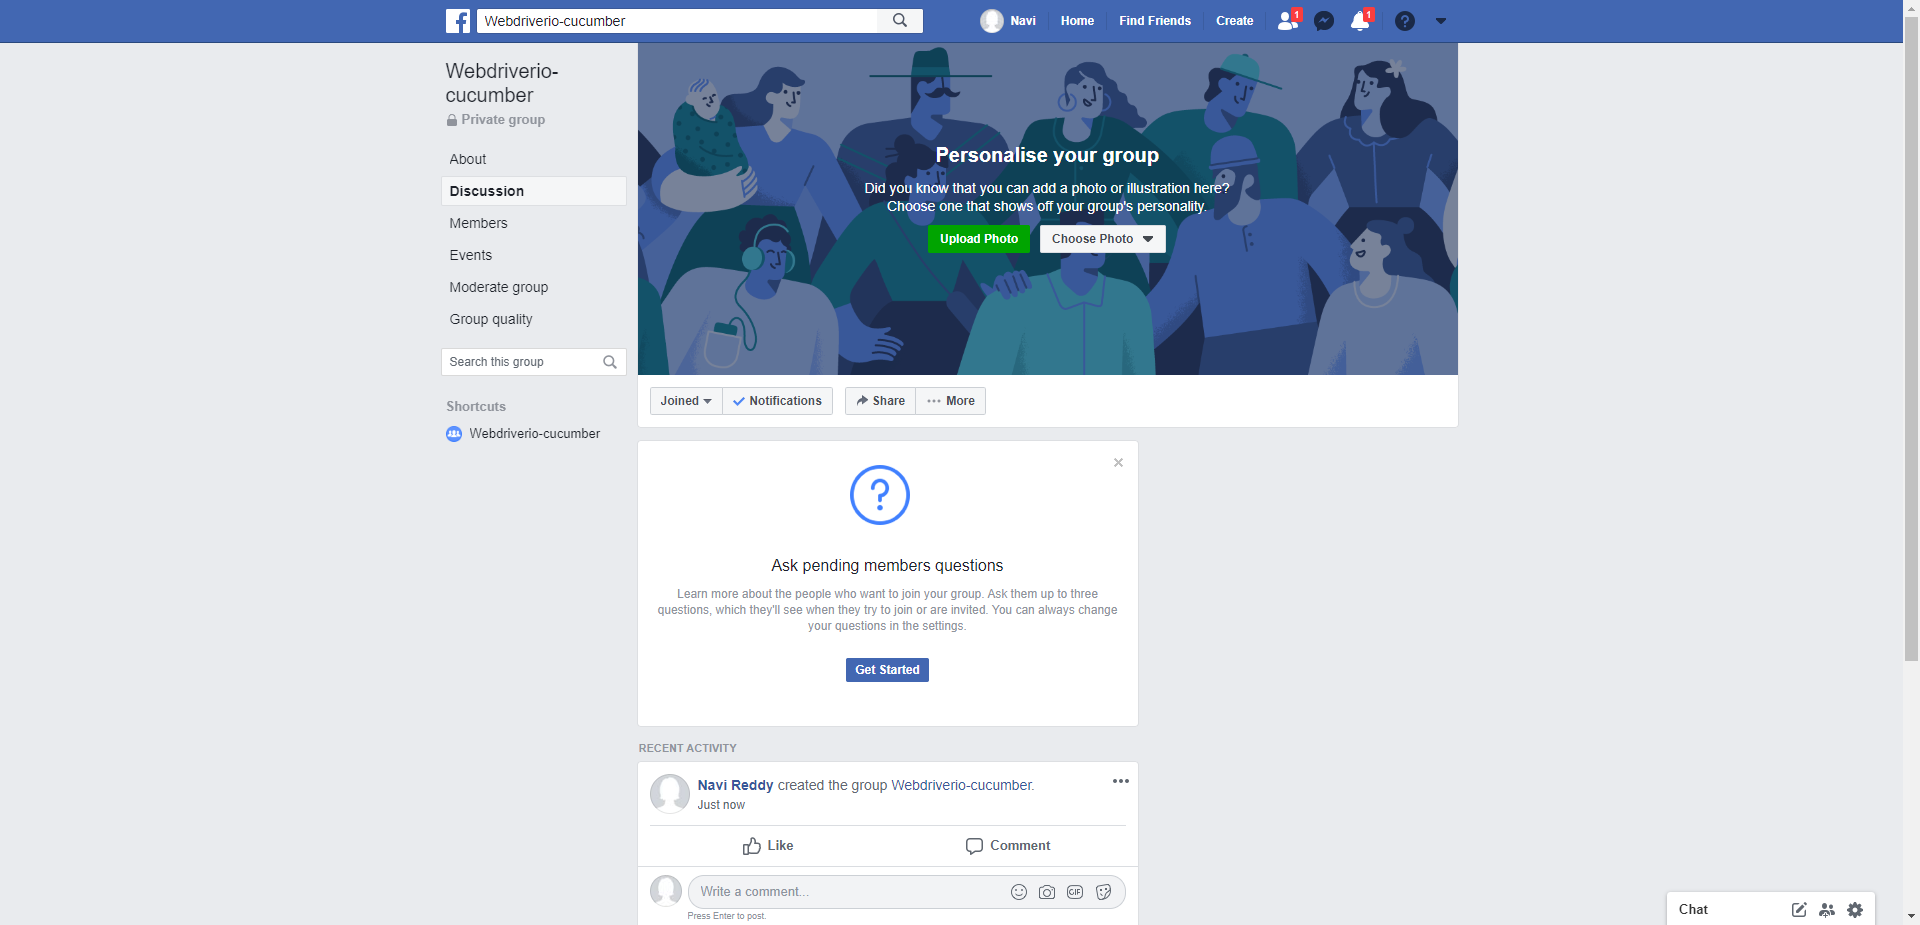 Webdriverio-cucumber
Navi
Home
Find Friends
Create
1
1
Webdriverio-
cucumber
Private group
About
Discussion
Members
Events
Moderate group
Group quality
Search this group
Shortcuts
Webdriverio-cucumber
Personalise your group
Did you know that you can add a photo or illustration here?
Choose one that shows off your group's personality.
Upload Photo
Choose Photo
Joined
Notifications
Share
More
Ask pending members questions
Learn more about the people who want to join your group. Ask them up to three
questions, which they'll see when they try to join or are invited. You can always change
your questions in the settings.
Get Started
RECENT ACTIVITY
Navi Reddy created the group Webdriverio-cucumber.
Just now
Like
Comment
Write a comment...
GIF
Press Enter to post.
Chat